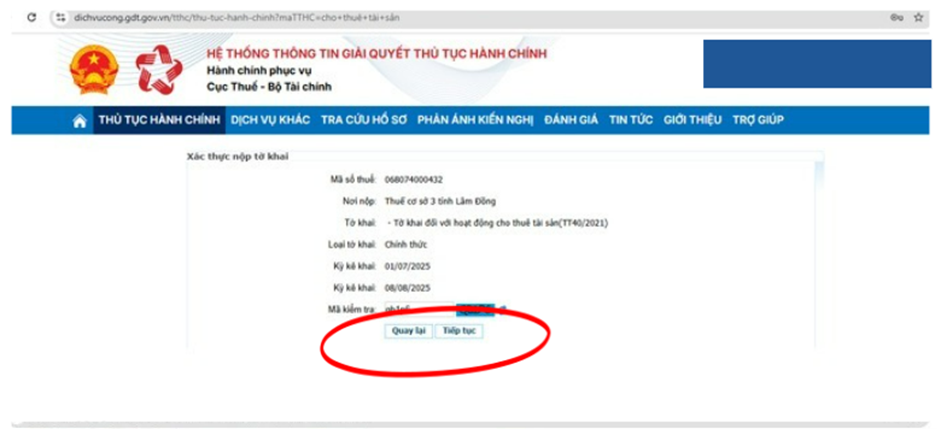 dichvucong.gdt.gov.vn/tthc/thu-tuc-hanh-chinh?maTTHC=cho+thuê+tài+sản
HỆ THỐNG THÔNG TIN GIẢI QUYẾT THỦ TỤC HÀNH CHÍNH
Hành chính phục vụ
Cục Thuế - Bộ Tài chính
THỦ TỤC HÀNH CHÍNH DỊCH VỤ KHÁC TRA CỨU HỒ SƠ PHẢN ÁNH KIẾN NGHỊ ĐÁNH GIÁ TIN TỨC GIỚI THIỆU TRỢ GIÚP
Xác thực nộp tờ khai
Mã số thuế: 068074000432
Nơi nộp: Thuế cơ sở 3 tỉnh Lâm Đồng
Tờ khai: - Tờ khai đối với hoạt động cho thuê tài sản(TT40/2021)
Loại tờ khai: Chính thức
Kỳ kê khai: 01/07/2025
Kỳ kê khai: 08/08/2025
Mã kiểm tra:
Quay lại Tiếp tục